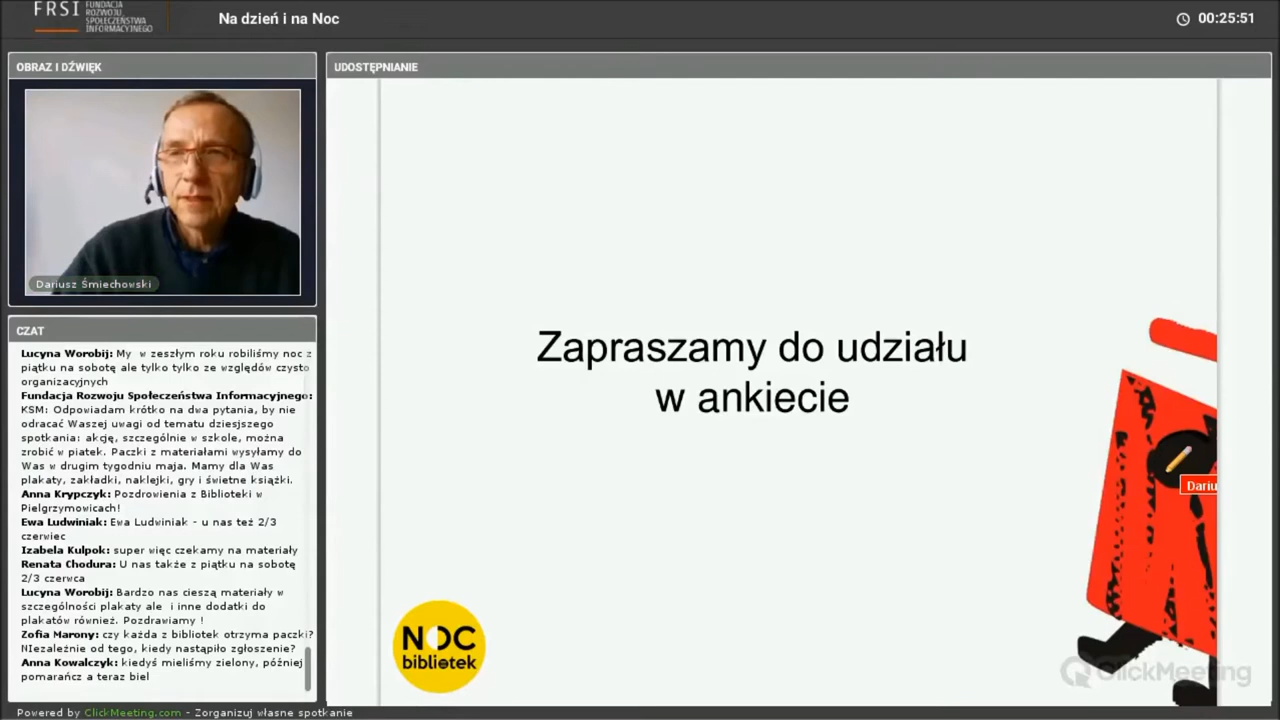 FRSI
FUNDACJA
ROZWOJU
SPOŁECZEŃSTWA
INFORMACYJNEGO
Na dzień i na Noc
00:25:51
OBRAZ I DŹWIĘK
Dariusz Śmiechowski
CZAT
Lucyna Worobij: My w zeszłym roku robiliśmy noc z
piątku na sobotę ale tylko tylko ze względów czysto
organizacyjnych
Fundacja Rozwoju Społeczeństwa Informacyjnego:
KSM: Odpowiadam krótko na dwa pytania, by nie
odracać Waszej uwagi od tematu dzisiejszego
spotkania: akcję, szczególnie w szkole, można
zrobić w piatek. Paczki z materiałami wysyłamy do
Was w drugim tygodniu maja. Mamy dla Was
plakaty, zakładki, naklejki, gry i świetne książki.
Anna Krypczyk: Pozdrowienia z Biblioteki w
Pielgrzymowicach!
Ewa Ludwiniak: Ewa Ludwiniak - u nas też 2/3
czerwiec
Izabela Kulpok: super więc czekamy na materiały
Renata Chodura: U nas także z piątku na sobotę
2/3 czerwca
Lucyna Worobij: Bardzo nas cieszą materiały w
szczególności plakaty ale i inne dodatki do
plakatów również. Pozdrawiamy !
Zofia Marony: czy każda z bibliotek otrzyma paczki?
NIezależnie od tego, kiedy nastąpiło zgłoszenie?
Anna Kowalczyk: kiedyś mieliśmy zielony, później
pomarańcz a teraz biel
UDOSTĘPNIANIE
Zapraszamy do udziału
w ankiecie
Dariu
NOC
bibliotek
ClickMeeting
Powered by ClickMeeting.com - Zorganizuj własne spotkanie